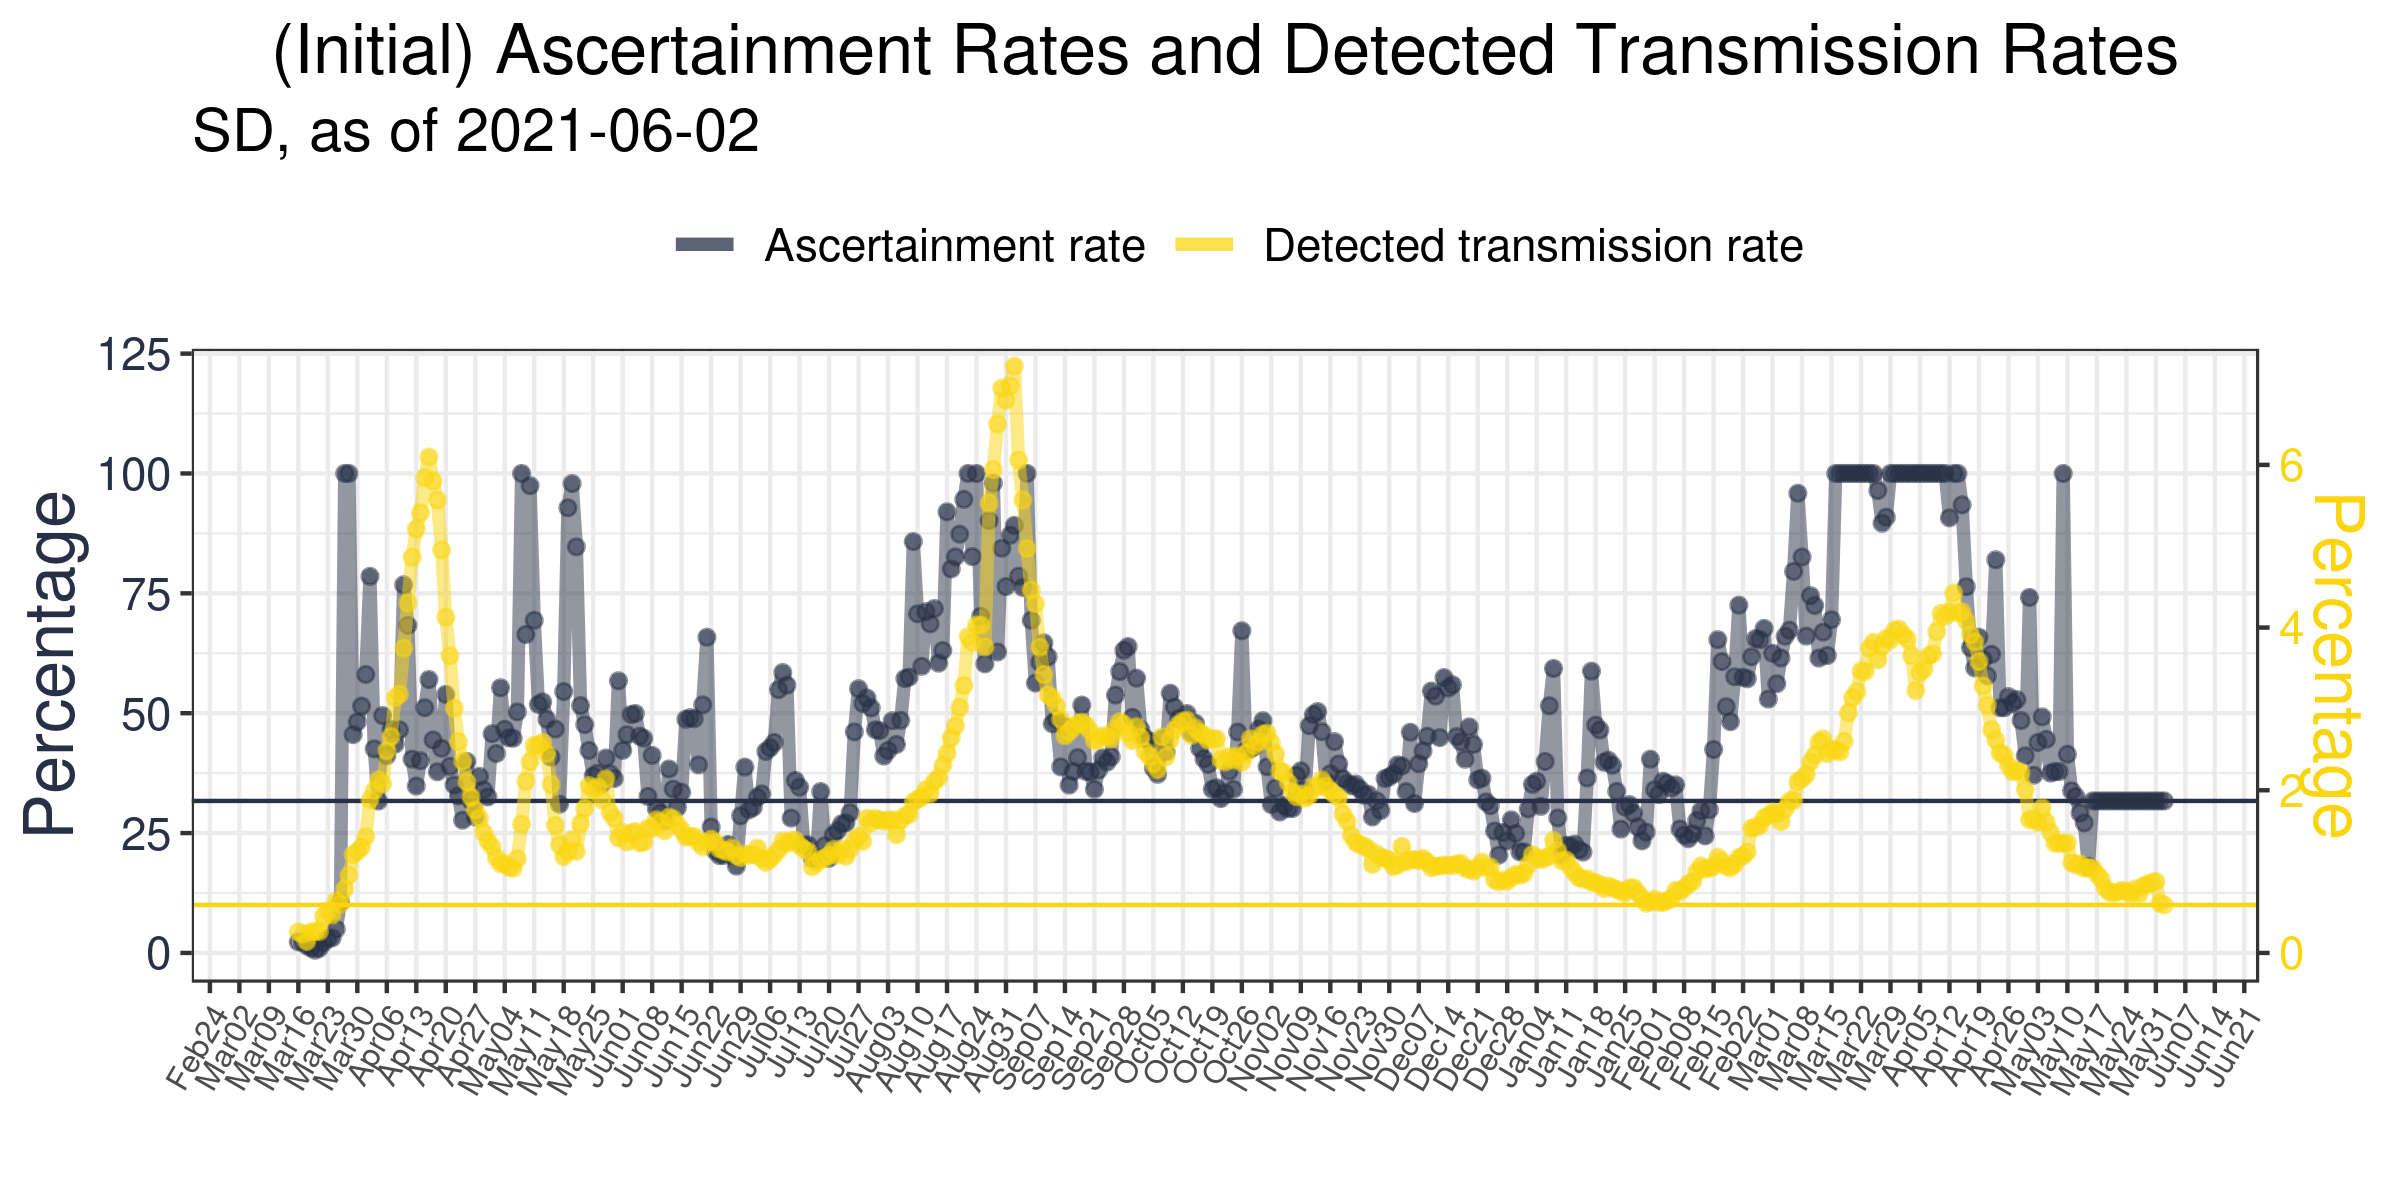 (Initial) Ascertainment Rates and Detected Transmission Rates
SD, as of 2021-06-02
Ascertainment rate
Detected transmission rate
125
100
75
50
25
0
Percentage
6
4
2
0
Percentage
Feb24
Mar02
Mar09
Mar16
Mar23
Mar30
Apr06
Apr13
Apr20
Apr27
May04
May11
May18
May25
Jun01
Jun08
Jun15
Jun22
Jun29
Jul06
Jul13
Jul20
Jul27
Aug03
Aug10
Aug17
Aug24
Aug31
Sep07
Sep14
Sep21
Sep28
Oct05
Oct12
Oct19
Oct26
Nov02
Nov09
Nov16
Nov23
Nov30
Dec07
Dec14
Dec21
Dec28
Jan04
Jan11
Jan18
Jan25
Feb01
Feb08
Feb15
Feb22
Mar01
Mar08
Mar15
Mar22
Mar29
Apr05
Apr12
Apr19
Apr26
May03
May10
May17
May24
May31
Jun07
Jun14
Jun21